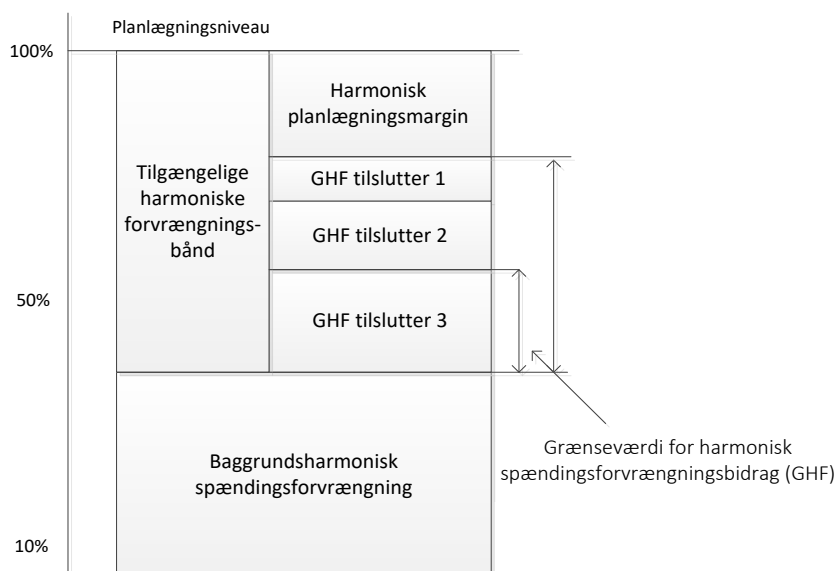 Planlægningsniveau
100%
Harmonisk
planlægningsmargin
Tilgængelige
harmoniske
forvrængnings-
bånd
GHF tilslutter 1
GHF tilslutter 2
50%
GHF tilslutter 3
Grænseværdi for harmonisk
spændingsforvrængningsbidrag (GHF)
Baggrundsharmonisk
spændingsforvrængning
10%